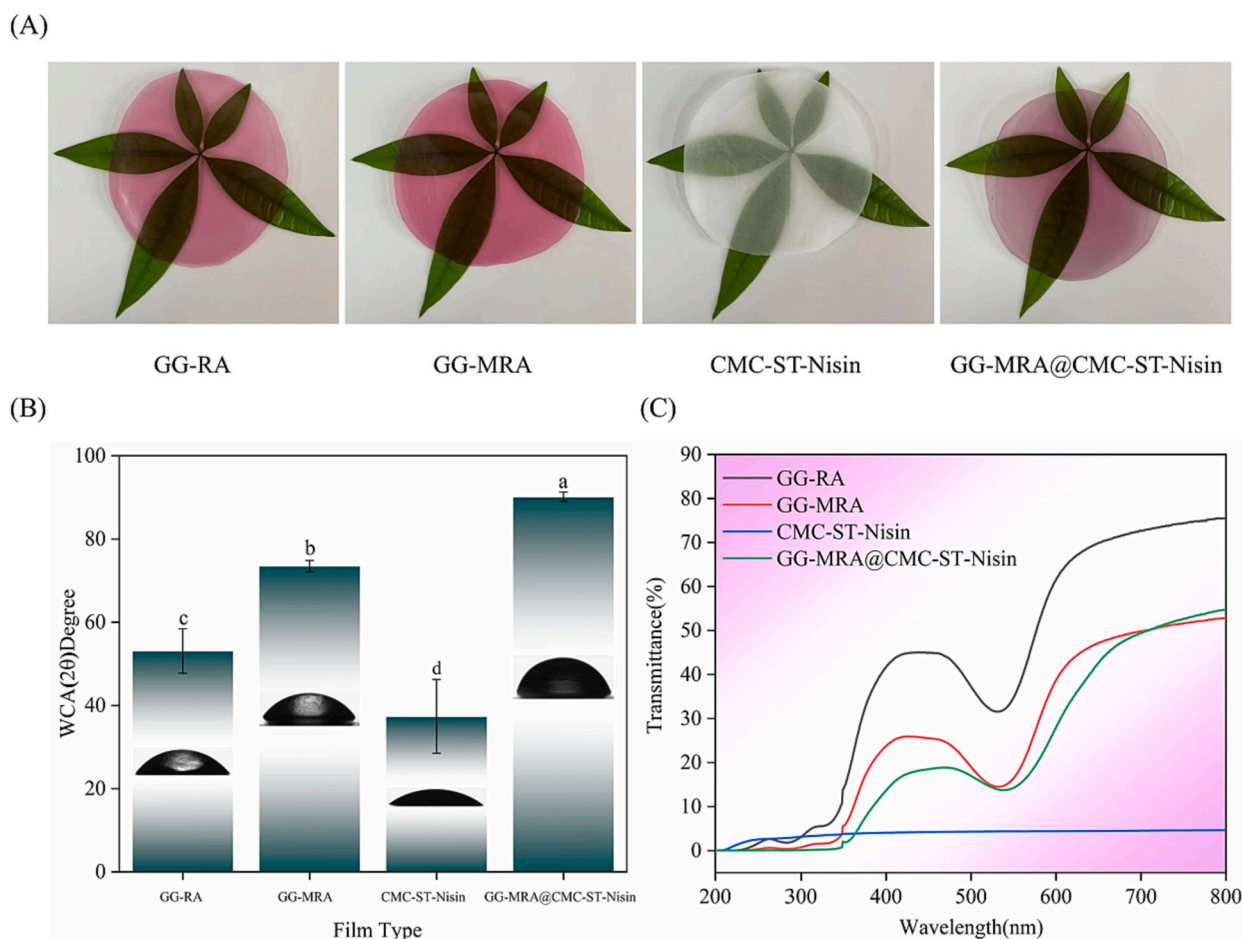 (A)
GG-RA GG-MRA CMC-ST-Nisin GG-MRA@CMC-ST-Nisin
(B)
100
80
60
40
20
0
WCA(2θ)Degree
c
b
d
a
GG-RA GG-MRA CMC-ST-Nisin GG-MRA@CMC-ST-Nisin
Film Type
(C)
90
80
70
60
50
40
30
20
10
0
Transmittance(%)
GG-RA
GG-MRA
CMC-ST-Nisin
GG-MRA@CMC-ST-Nisin
200 300 400 500 600 700 800
Wavelength(nm)